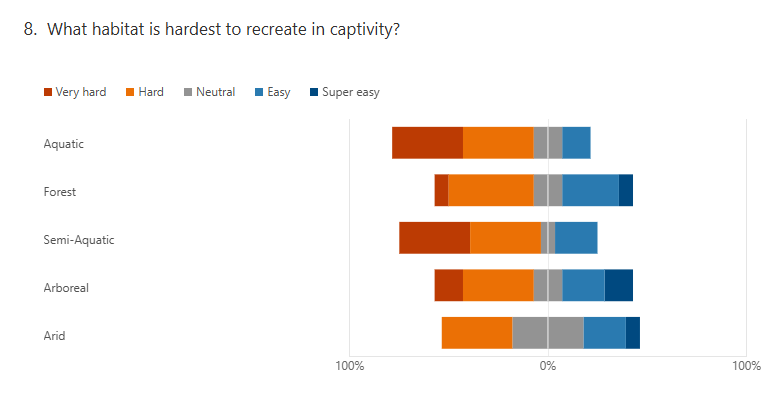 8. What habitat is hardest to recreate in captivity?
Very hard Hard Neutral Easy Super easy
Aquatic
Forest
Semi-Aquatic
Arboreal
Arid
100% 0% 100%